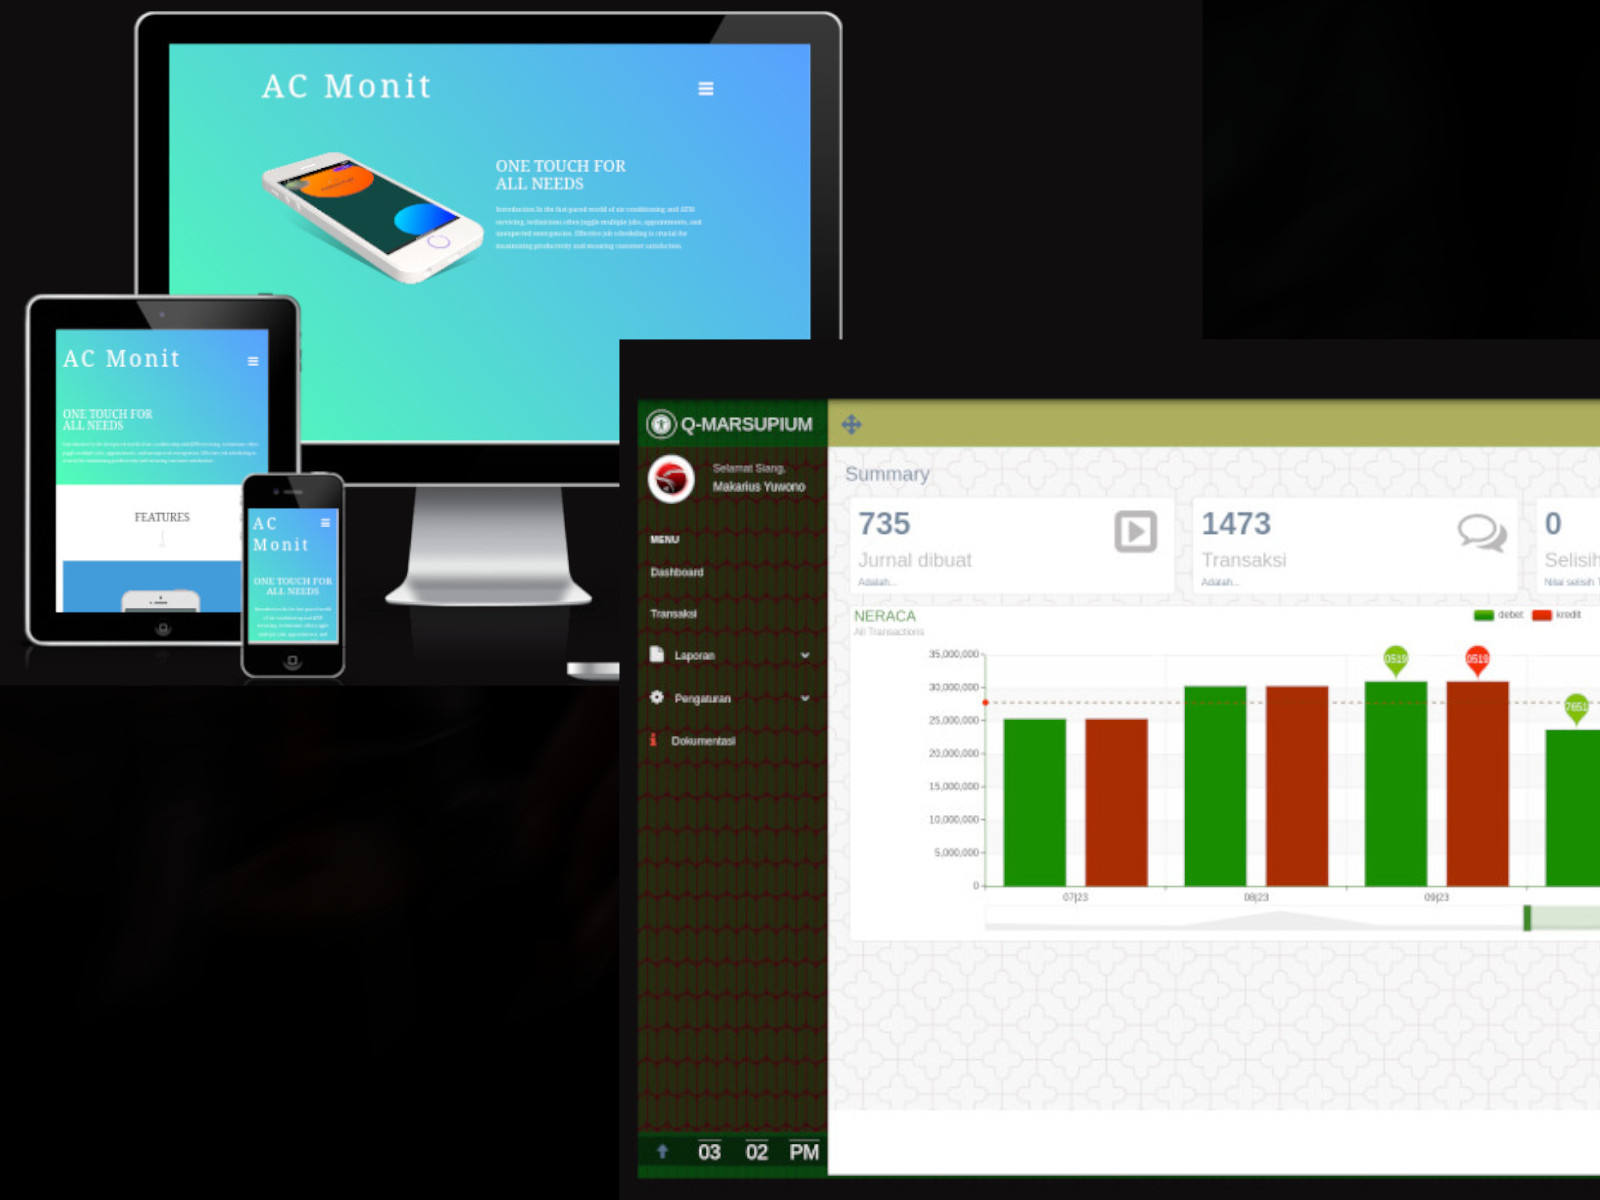 AC Monit
ONE TOUCH FOR
ALL NEEDS
Introduction In the fast-paced world of air conditioning and ATM
servicing, technicians often juggle multiple jobs, appointments, and
unexpected emergencies. Effective job scheduling is crucial for
maximizing productivity and ensuring customer satisfaction.
AC Monit
ONE TOUCH FOR
ALL NEEDS
FEATURES
AC
Monit
ONE TOUCH FOR
ALL NEEDS
Q-MARSUPIUM
Selamat Siang,
Makarius Yuwono
MENU
Dashboard
Transaksi
Laporan
Pengaturan
Dokumentasi
03 02 PM
Summary
735
Jurnal dibuat
Adalah...
1473
Transaksi
Adalah...
0
Selisih
Nilai selisih
NERACA
All Transactions
debet kredit
35,000,000
30,000,000
25,000,000
20,000,000
15,000,000
10,000,000
5,000,000
0
0519 0519
7651
07|23 08|23 09|23